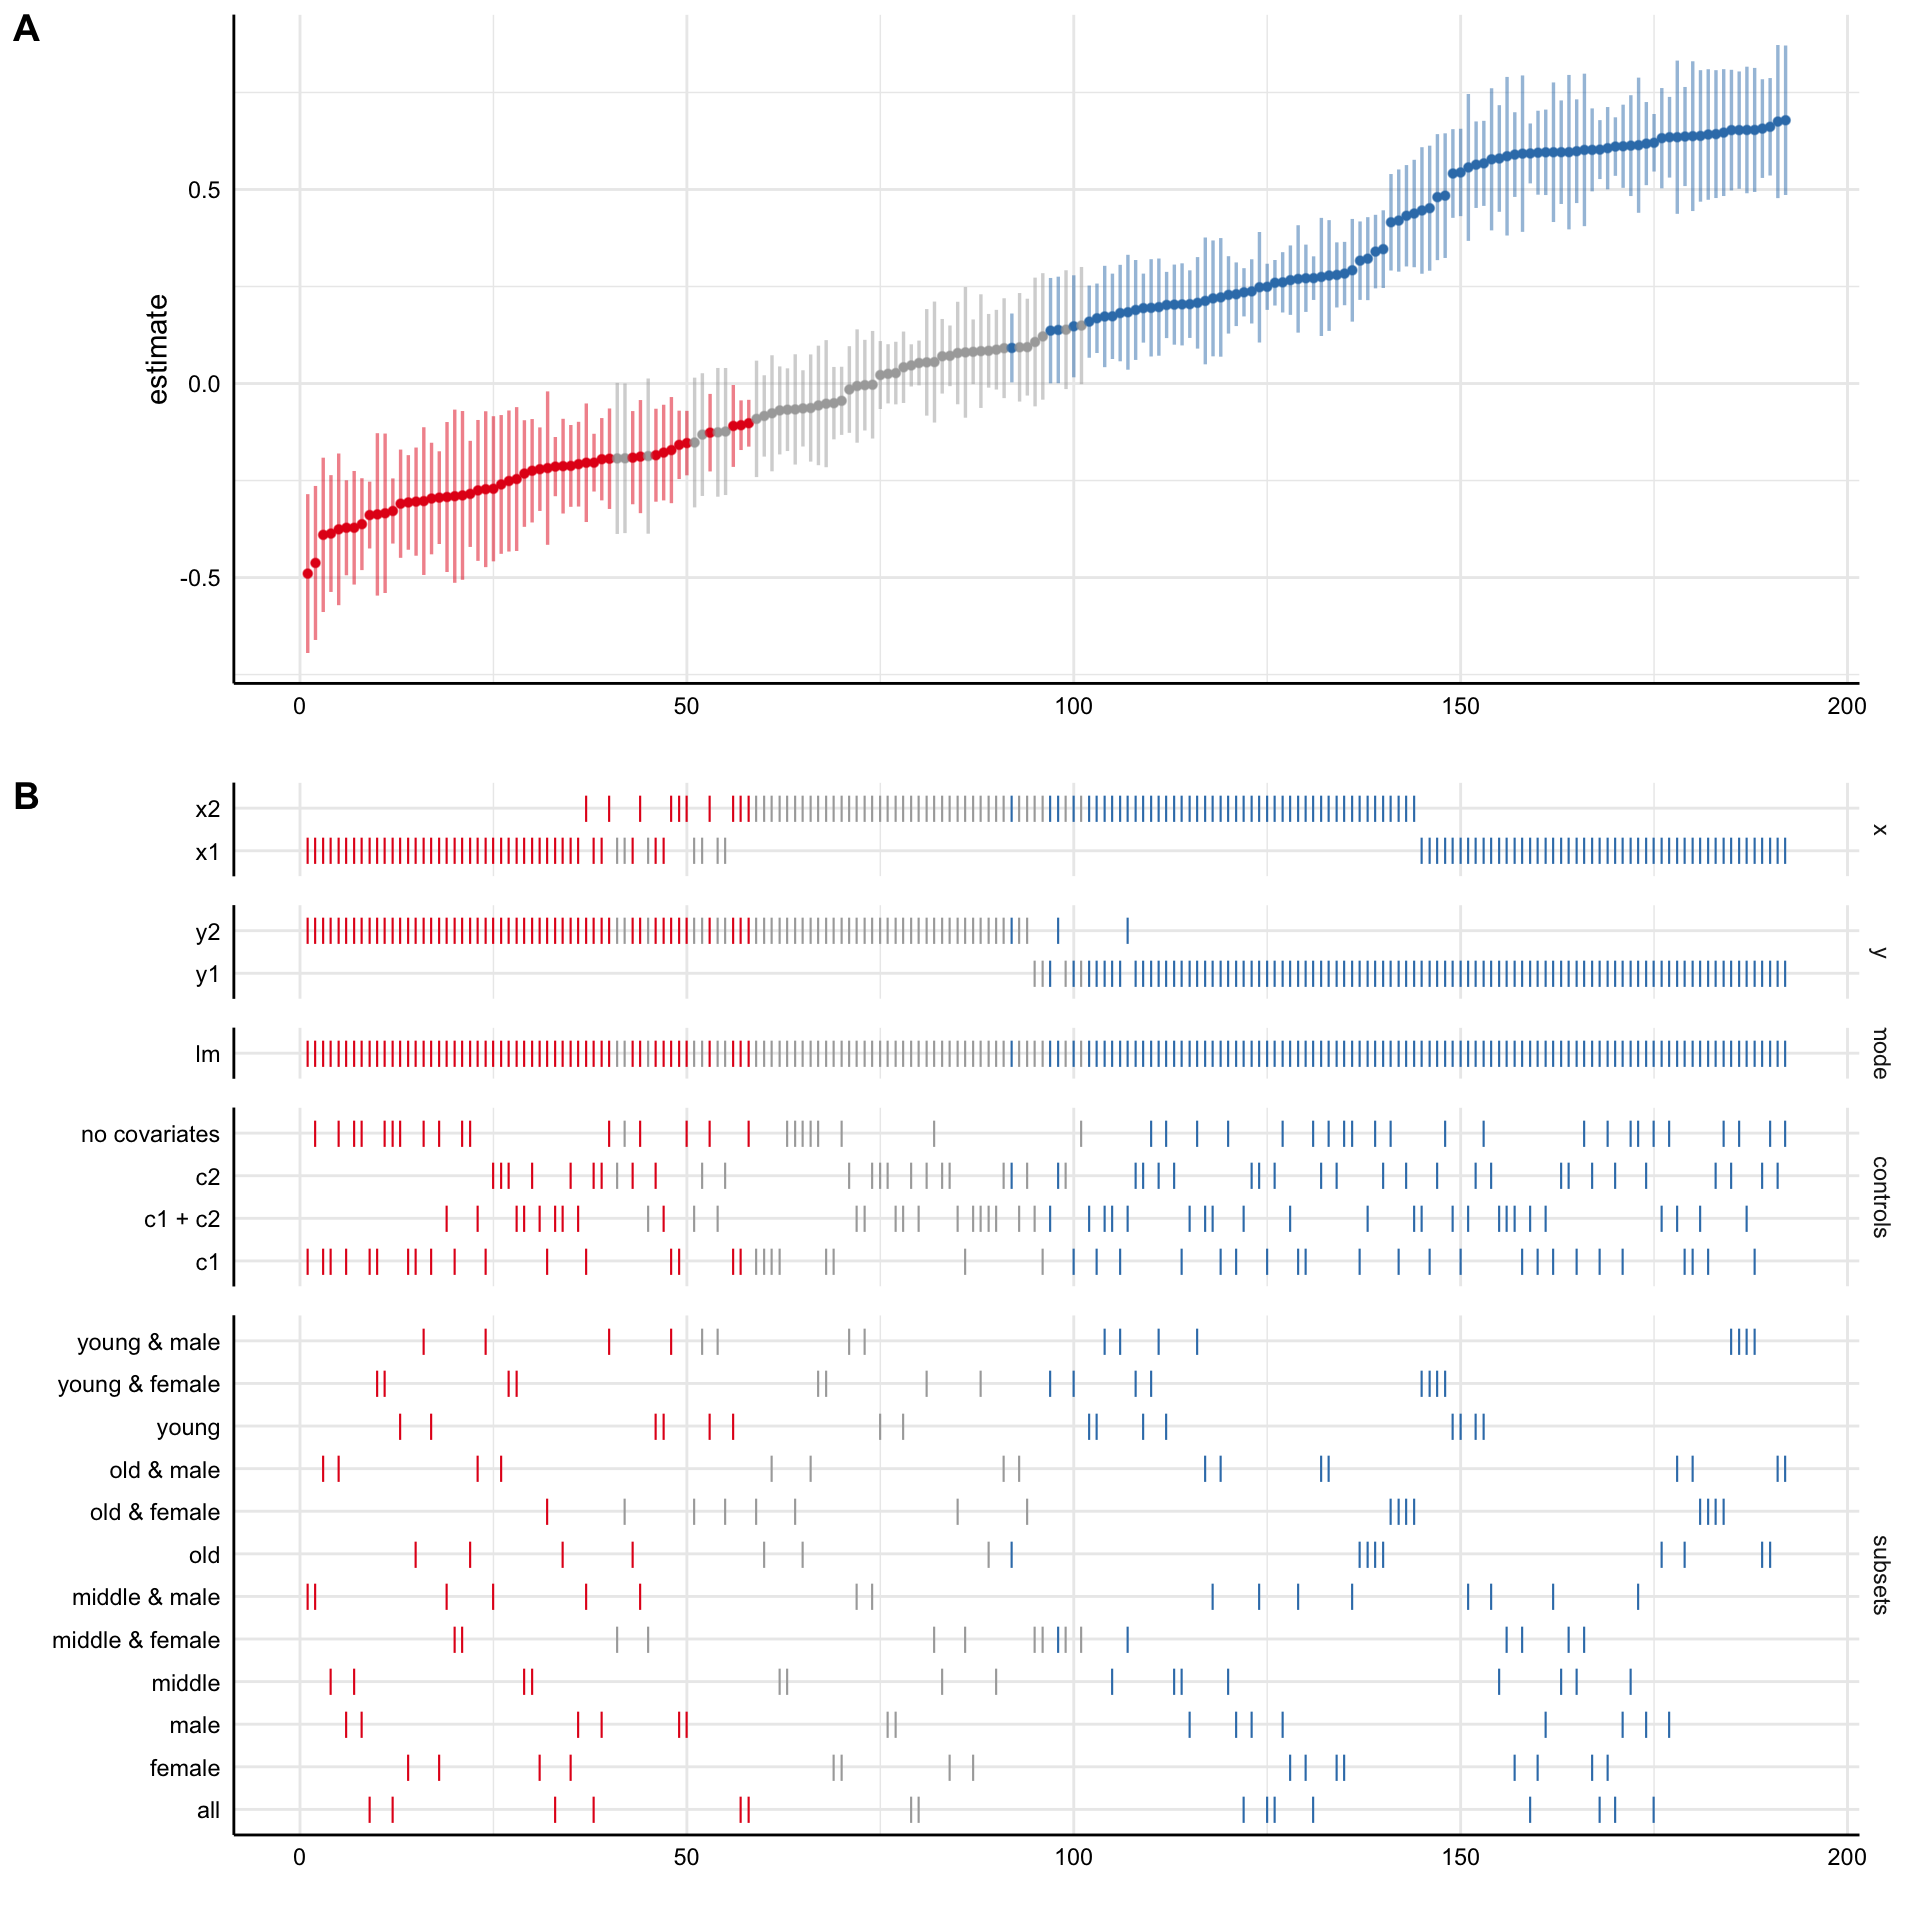 A
estimate
0.5
0.0
-0.5
0
50
100
150
200
B
x2
x1
x
y2
y1
y
lm
mode
no covariates
c2
c1 + c2
c1
controls
young & male
young & female
young
old & male
old & female
old
middle & male
middle & female
middle
male
female
all
subsets
0
50
100
150
200